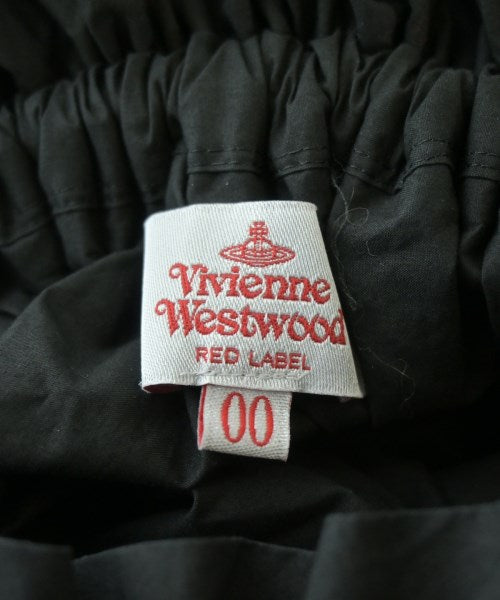 Vivienne
Westwood
RED LABEL
00